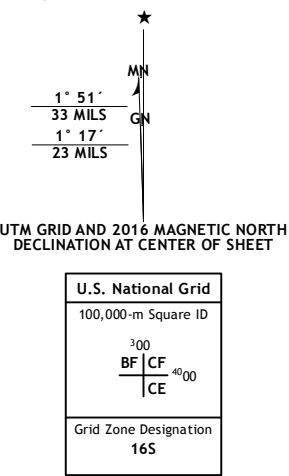 ★
MN
1° 51´
33 MILS
GN
1° 17´
23 MILS
UTM GRID AND 2016 MAGNETIC NORTH
DECLINATION AT CENTER OF SHEET
U.S. National Grid
100,000-m Square ID
³00
BF CF
⁴⁰00
CE
Grid Zone Designation
16S